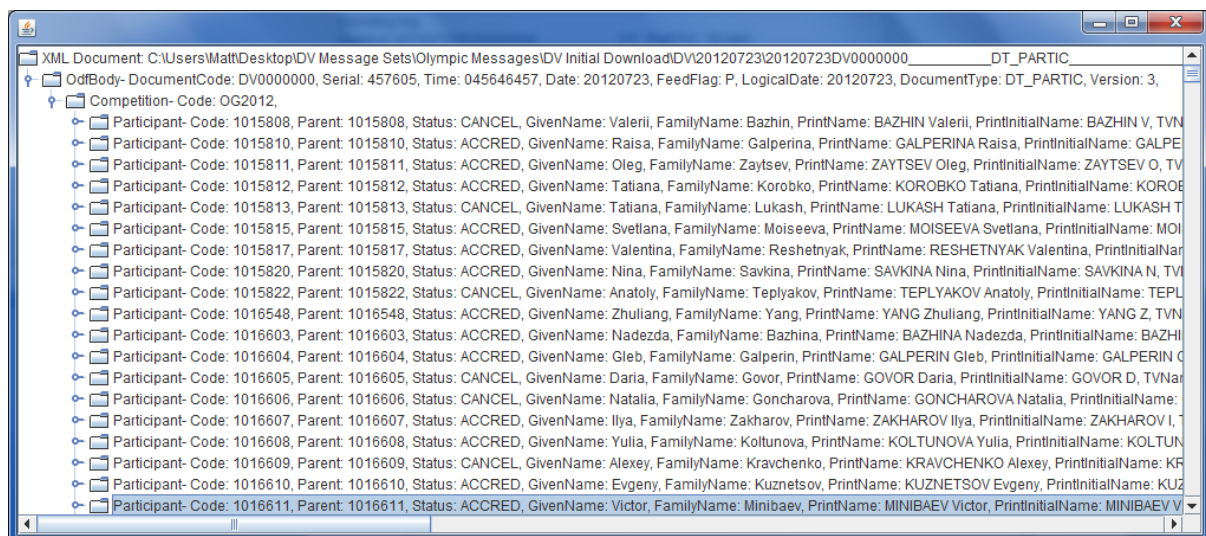 XML Document: C:\Users\Matt\Desktop\DV Message Sets\Olympic Messages\DV Initial Download\DV\20120723\20120723DV0000000__________DT_PARTIC__________
OdfBody- DocumentCode: DV0000000, Serial: 457605, Time: 045646457, Date: 20120723, FeedFlag: P, LogicalDate: 20120723, DocumentType: DT_PARTIC, Version: 3,
Competition- Code: OG2012,
Participant- Code: 1015808, Parent: 1015808, Status: CANCEL, GivenName: Valerii, FamilyName: Bazhin, PrintName: BAZHIN Valerii, PrintInitialName: BAZHIN V, TVN
Participant- Code: 1015810, Parent: 1015810, Status: ACCRED, GivenName: Raisa, FamilyName: Galperina, PrintName: GALPERINA Raisa, PrintInitialName: GALPE
Participant- Code: 1015811, Parent: 1015811, Status: ACCRED, GivenName: Oleg, FamilyName: Zaytsev, PrintName: ZAYTSEV Oleg, PrintInitialName: ZAYTSEV O, TV
Participant- Code: 1015812, Parent: 1015812, Status: ACCRED, GivenName: Tatiana, FamilyName: Korobko, PrintName: KOROBKO Tatiana, PrintInitialName: KOROB
Participant- Code: 1015813, Parent: 1015813, Status: CANCEL, GivenName: Tatiana, FamilyName: Lukash, PrintName: LUKASH Tatiana, PrintInitialName: LUKASH T
Participant- Code: 1015815, Parent: 1015815, Status: ACCRED, GivenName: Svetlana, FamilyName: Moiseeva, PrintName: MOISEEVA Svetlana, PrintInitialName: MOI
Participant- Code: 1015817, Parent: 1015817, Status: ACCRED, GivenName: Valentina, FamilyName: Reshetnyak, PrintName: RESHETNYAK Valentina, PrintInitialNar
Participant- Code: 1015820, Parent: 1015820, Status: ACCRED, GivenName: Nina, FamilyName: Savkina, PrintName: SAVKINA Nina, PrintInitialName: SAVKINA N, TV
Participant- Code: 1015822, Parent: 1015822, Status: CANCEL, GivenName: Anatoly, FamilyName: Teplyakov, PrintName: TEPLYAKOV Anatoly, PrintInitialName: TEPL
Participant- Code: 1016548, Parent: 1016548, Status: ACCRED, GivenName: Zhuliang, FamilyName: Yang, PrintName: YANG Zhuliang, PrintInitialName: YANG Z, TVN
Participant- Code: 1016603, Parent: 1016603, Status: ACCRED, GivenName: Nadezda, FamilyName: Bazhina, PrintName: BAZHINA Nadezda, PrintInitialName: BAZHI
Participant- Code: 1016604, Parent: 1016604, Status: ACCRED, GivenName: Gleb, FamilyName: Galperin, PrintName: GALPERIN Gleb, PrintInitialName: GALPERIN G
Participant- Code: 1016605, Parent: 1016605, Status: CANCEL, GivenName: Daria, FamilyName: Govor, PrintName: GOVOR Daria, PrintInitialName: GOVOR D, TVNar
Participant- Code: 1016606, Parent: 1016606, Status: CANCEL, GivenName: Natalia, FamilyName: Goncharova, PrintName: GONCHAROVA Natalia, PrintInitialName:
Participant- Code: 1016607, Parent: 1016607, Status: ACCRED, GivenName: Ilya, FamilyName: Zakharov, PrintName: ZAKHAROV Ilya, PrintInitialName: ZAKHAROV I, T
Participant- Code: 1016608, Parent: 1016608, Status: ACCRED, GivenName: Yulia, FamilyName: Koltunova, PrintName: KOLTUNOVA Yulia, PrintInitialName: KOLTUN
Participant- Code: 1016609, Parent: 1016609, Status: CANCEL, GivenName: Alexey, FamilyName: Kravchenko, PrintName: KRAVCHENKO Alexey, PrintInitialName: KR
Participant- Code: 1016610, Parent: 1016610, Status: ACCRED, GivenName: Evgeny, FamilyName: Kuznetsov, PrintName: KUZNETSOV Evgeny, PrintInitialName: KUZ
Participant- Code: 1016611, Parent: 1016611, Status: ACCRED, GivenName: Victor, FamilyName: Minibaev, PrintName: MINIBAEV Victor, PrintInitialName: MINIBAEV V